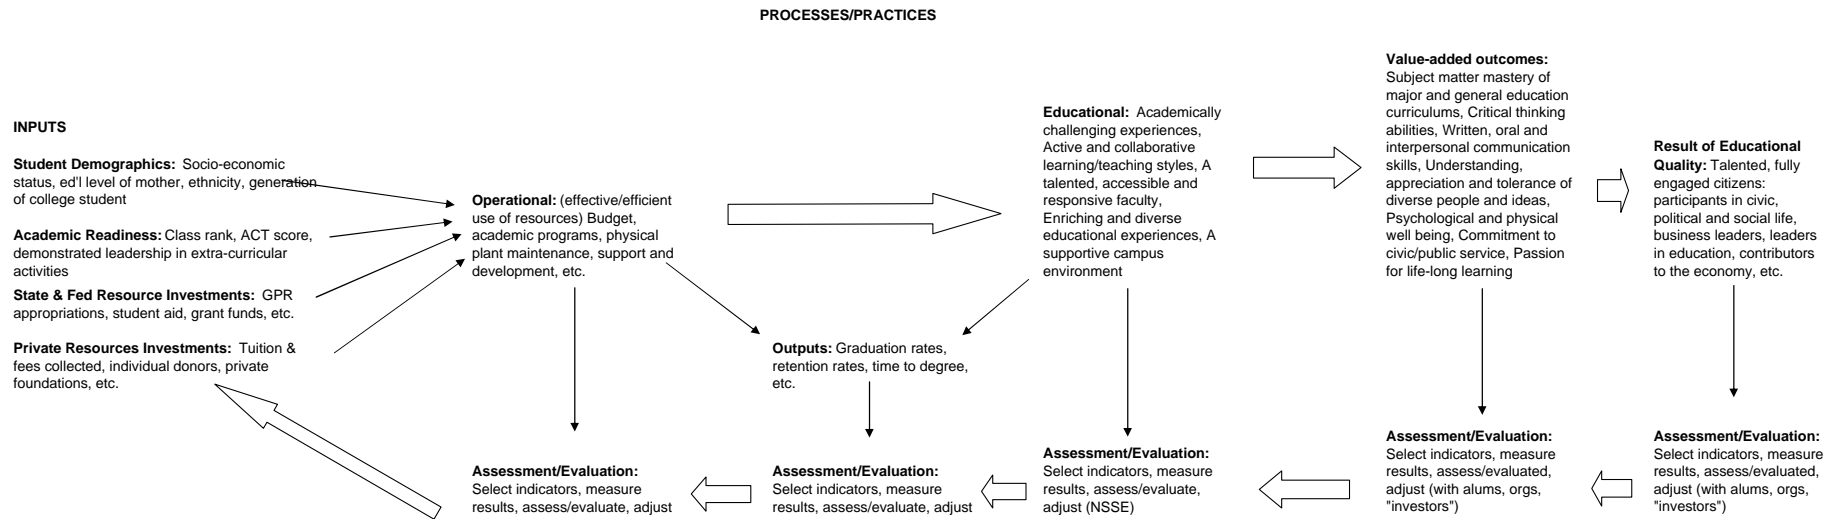 PROCESSES/PRACTICES
INPUTS
Student Demographics: Socio-economic
status, ed'l level of mother, ethnicity, generation
of college student
Academic Readiness: Class rank, ACT score,
demonstrated leadership in extra-curricular
activities
State & Fed Resource Investments: GPR
appropriations, student aid, grant funds, etc.
Private Resources Investments: Tuition &
fees collected, individual donors, private
foundations, etc.
Operational: (effective/efficient
use of resources) Budget,
academic programs, physical
plant maintenance, support and
development, etc.
Outputs: Graduation rates,
retention rates, time to degree,
etc.
Educational: Academically
challenging experiences,
Active and collaborative
learning/teaching styles, A
talented, accessible and
responsive faculty,
Enriching and diverse
educational experiences, A
supportive campus
environment
Value-added outcomes:
Subject matter mastery of
major and general education
curriculums, Critical thinking
abilities, Written, oral and
interpersonal communication
skills, Understanding,
appreciation and tolerance of
diverse people and ideas,
Psychological and physical
well being, Commitment to
civic/public service, Passion
for life-long learning
Result of Educational
Quality: Talented, fully
engaged citizens:
participants in civic,
political and social life,
business leaders, leaders
in education, contributors
to the economy, etc.
Assessment/Evaluation:
Select indicators, measure
results, assess/evaluate, adjust
Assessment/Evaluation:
Select indicators, measure
results, assess/evaluate, adjust
Assessment/Evaluation:
Select indicators, measure
results, assess/evaluate,
adjust (NSSE)
Assessment/Evaluation:
Select indicators, measure
results, assess/evaluated,
adjust (with alums, orgs,
"investors")
Assessment/Evaluation:
Select indicators, measure
results, assess/evaluated,
adjust (with alums, orgs,
"investors")